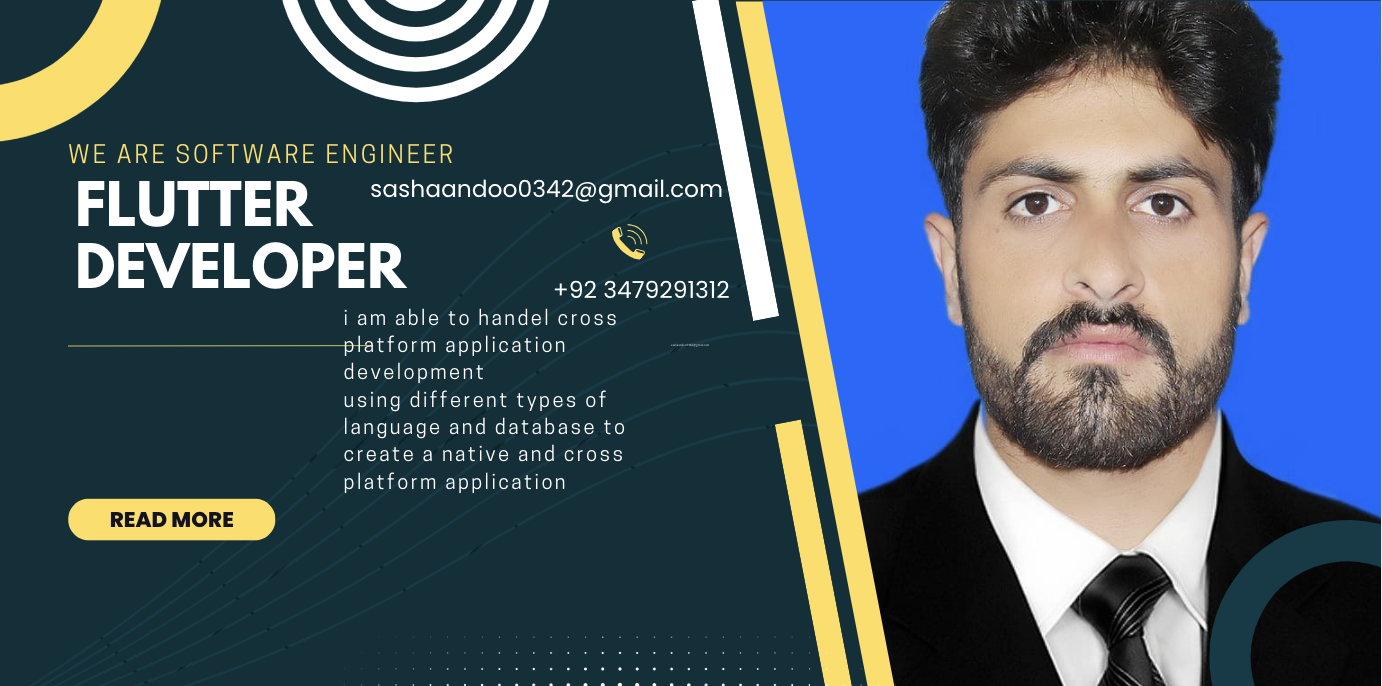 WE ARE SOFTWARE ENGINEER
FLUTTER
DEVELOPER
sashaandoo0342@gmail.com
+92 3479291312
i am able to handel cross
platform application
development
using different types of
language and database to
create a native and cross
platform application
READ MORE